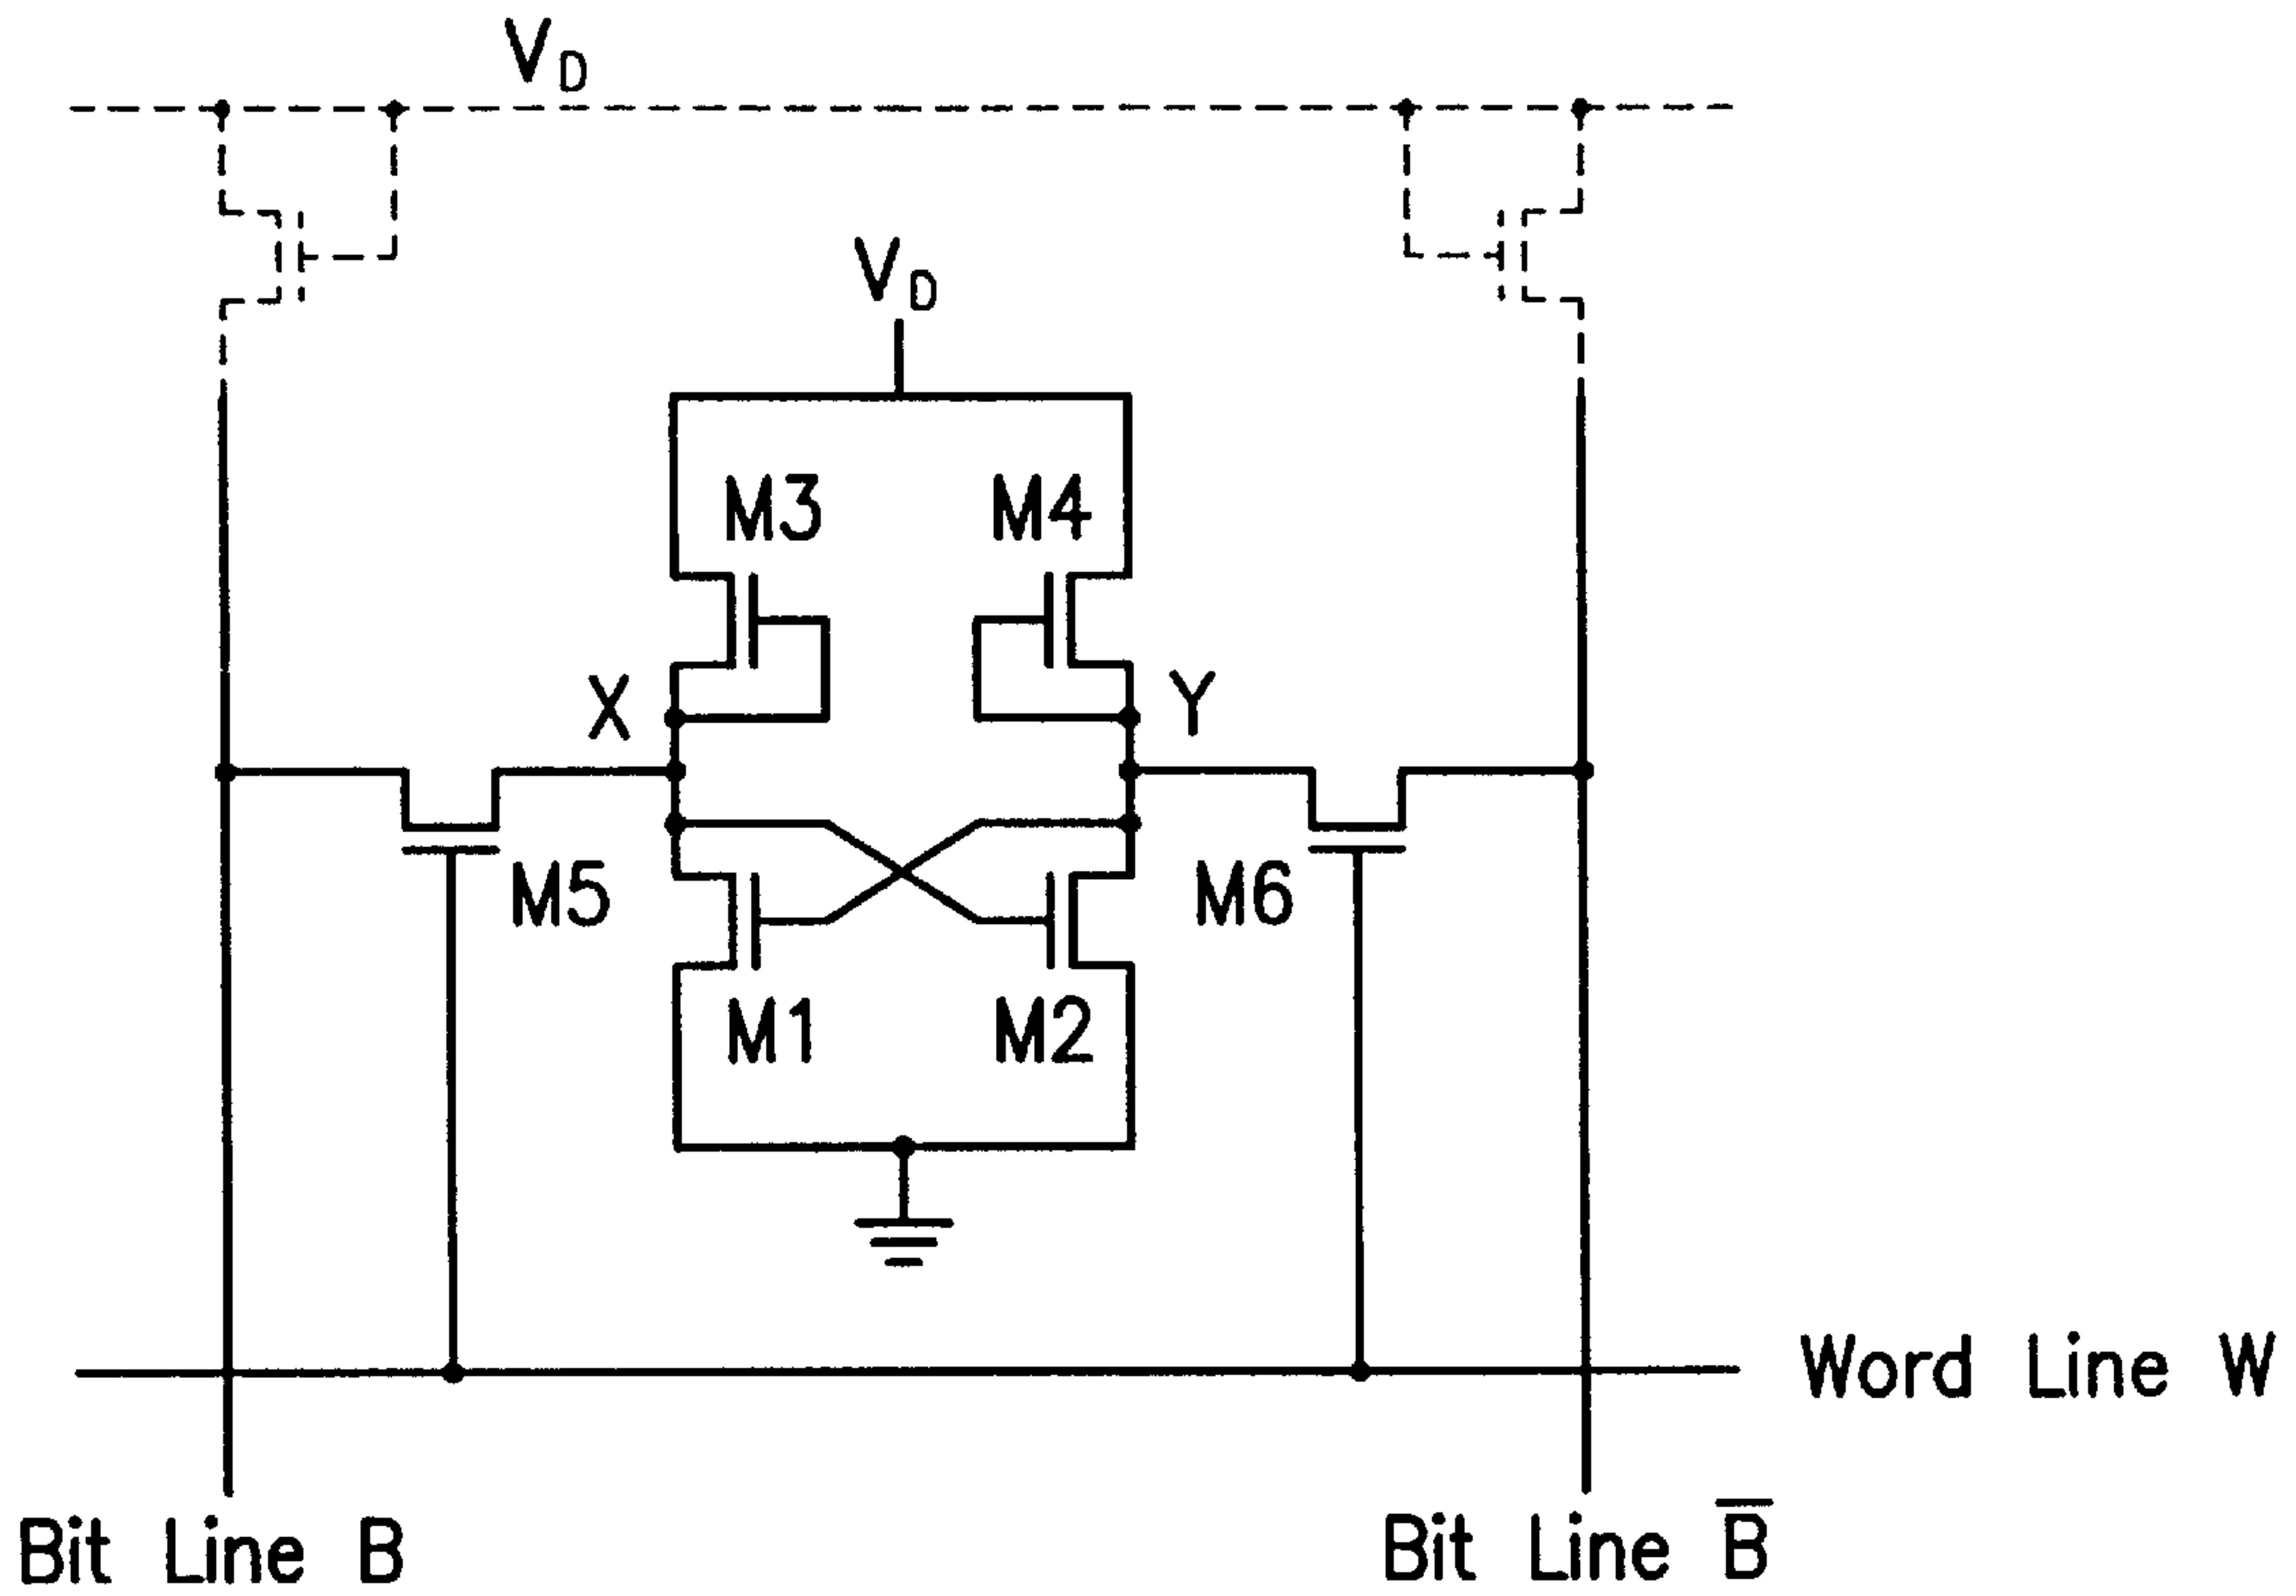 V_D
V_D
M3 M4
X Y
M5 M6
M1 M2
Word Line W
Bit Line B Bit Line B̅